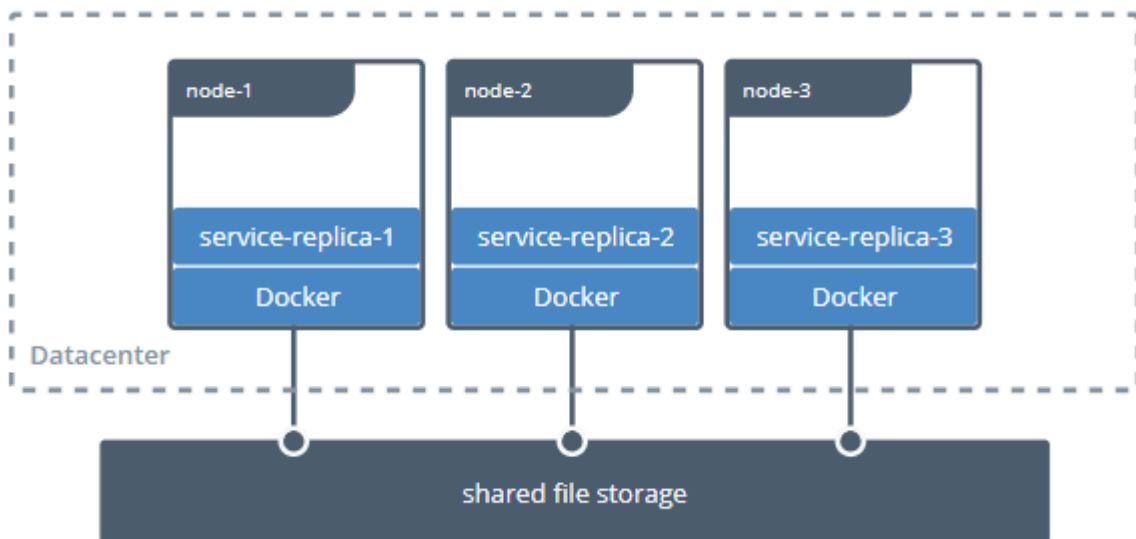 node-1
node-2
node-3
service-replica-1
service-replica-2
service-replica-3
Docker
Docker
Docker
Datacenter
shared file storage